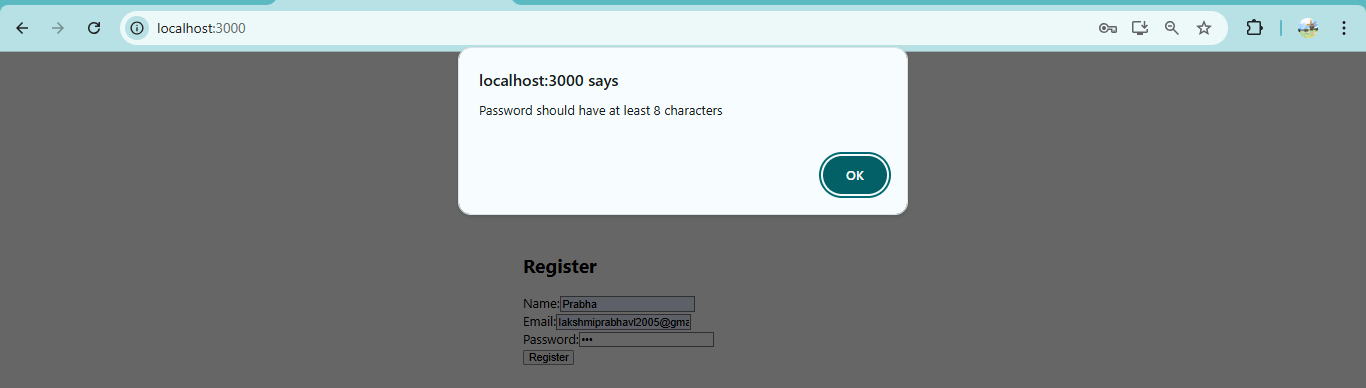 localhost:3000
localhost:3000 says
Password should have at least 8 characters
OK
Register
Name:Prabha
Email:lakshmiprabhavl2005@gma
Password:•••
Register